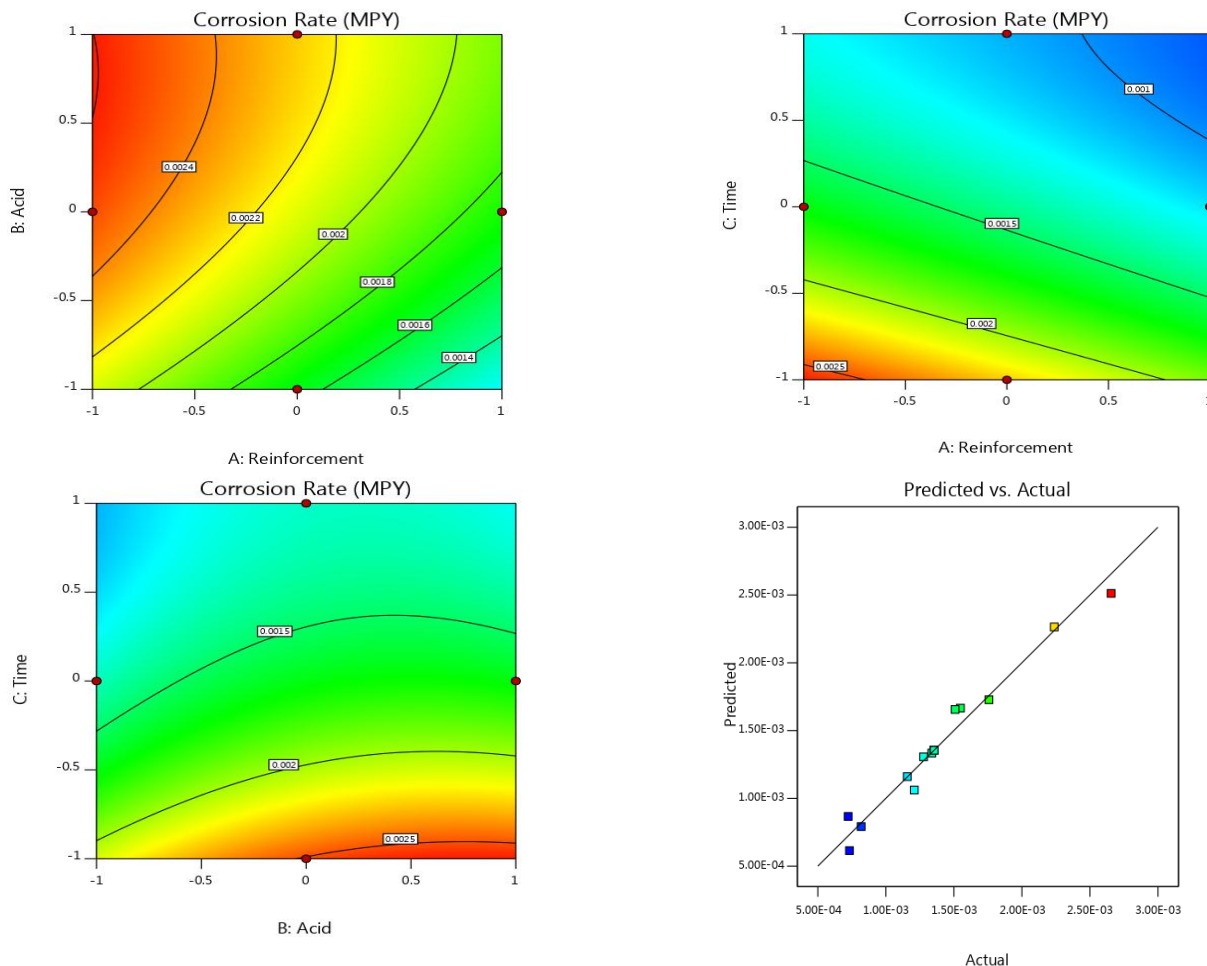 Corrosion Rate (MPY)
1
0.5
0
-0.5
-1
B: Acid
0.0024
0.0022
0.002
0.0018
0.0016
0.0014
-1
-0.5
0
0.5
1
A: Reinforcement
Corrosion Rate (MPY)
1
0.5
0
-0.5
-1
C: Time
0.001
0.0015
0.002
0.0025
-1
-0.5
0
0.5
A: Reinforcement
Corrosion Rate (MPY)
1
0.5
0
-0.5
-1
C: Time
0.0015
0.002
0.0025
-1
-0.5
0
0.5
1
B: Acid
Predicted vs. Actual
3.00E-03
2.50E-03
2.00E-03
1.50E-03
1.00E-03
5.00E-04
Predicted
5.00E-04
1.00E-03
1.50E-03
2.00E-03
2.50E-03
3.00E-03
Actual